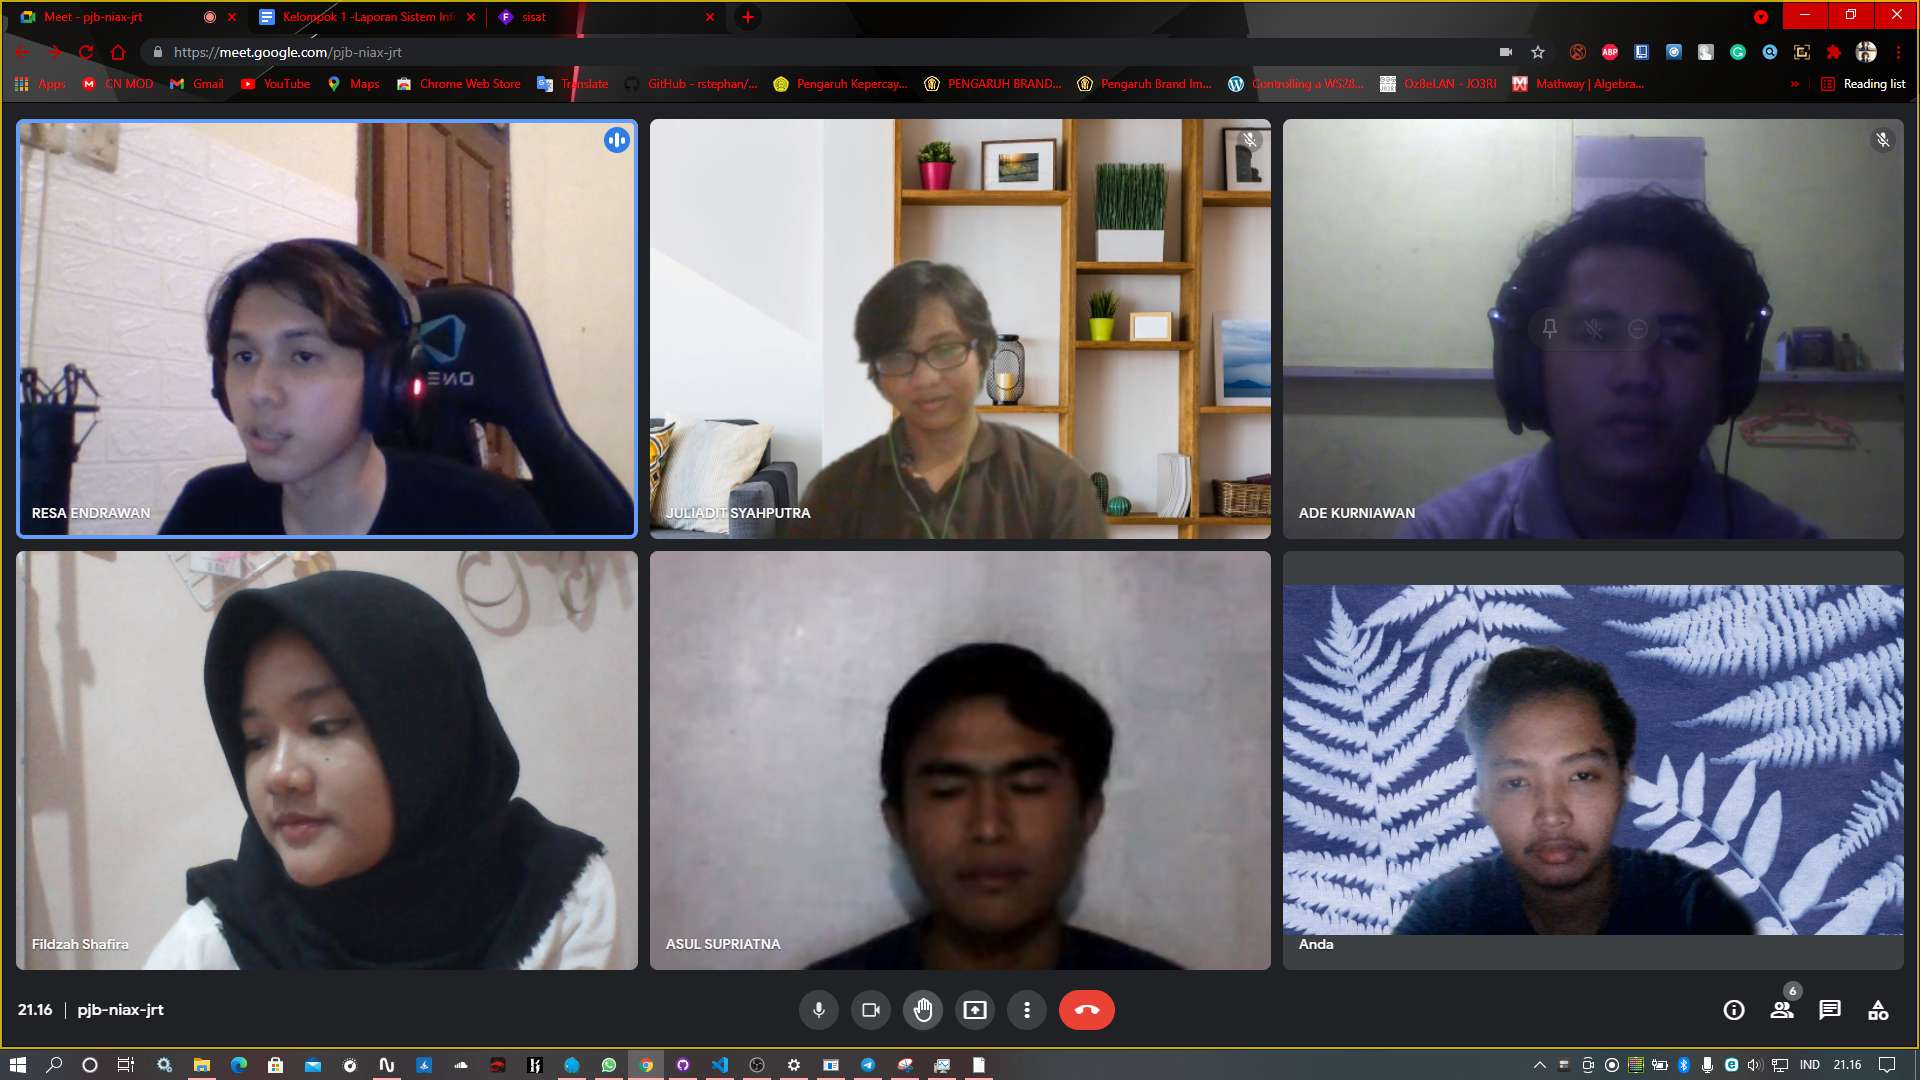 Meet - pjb-niax-jrt
Kelompok 1 -Laporan Sistem Inf
sisat
https://meet.google.com/pjb-niax-jrt
Apps
CN MOD
Gmail
YouTube
Maps
Chrome Web Store
Translate
GitHub - rstephan/...
Pengaruh Kepercay...
PENGARUH BRAND...
Pengaruh Brand Im...
Controlling a WS28...
Mathway | Algebra...
»
Reading list
ABP
RESA ENDRAWAN
JULIADIT SYAHPUTRA
ADE KURNIAWAN
Fildzah Shafira
ASUL SUPRIATNA
Anda
21.16 | pjb-niax-jrt
6
IND
21.16